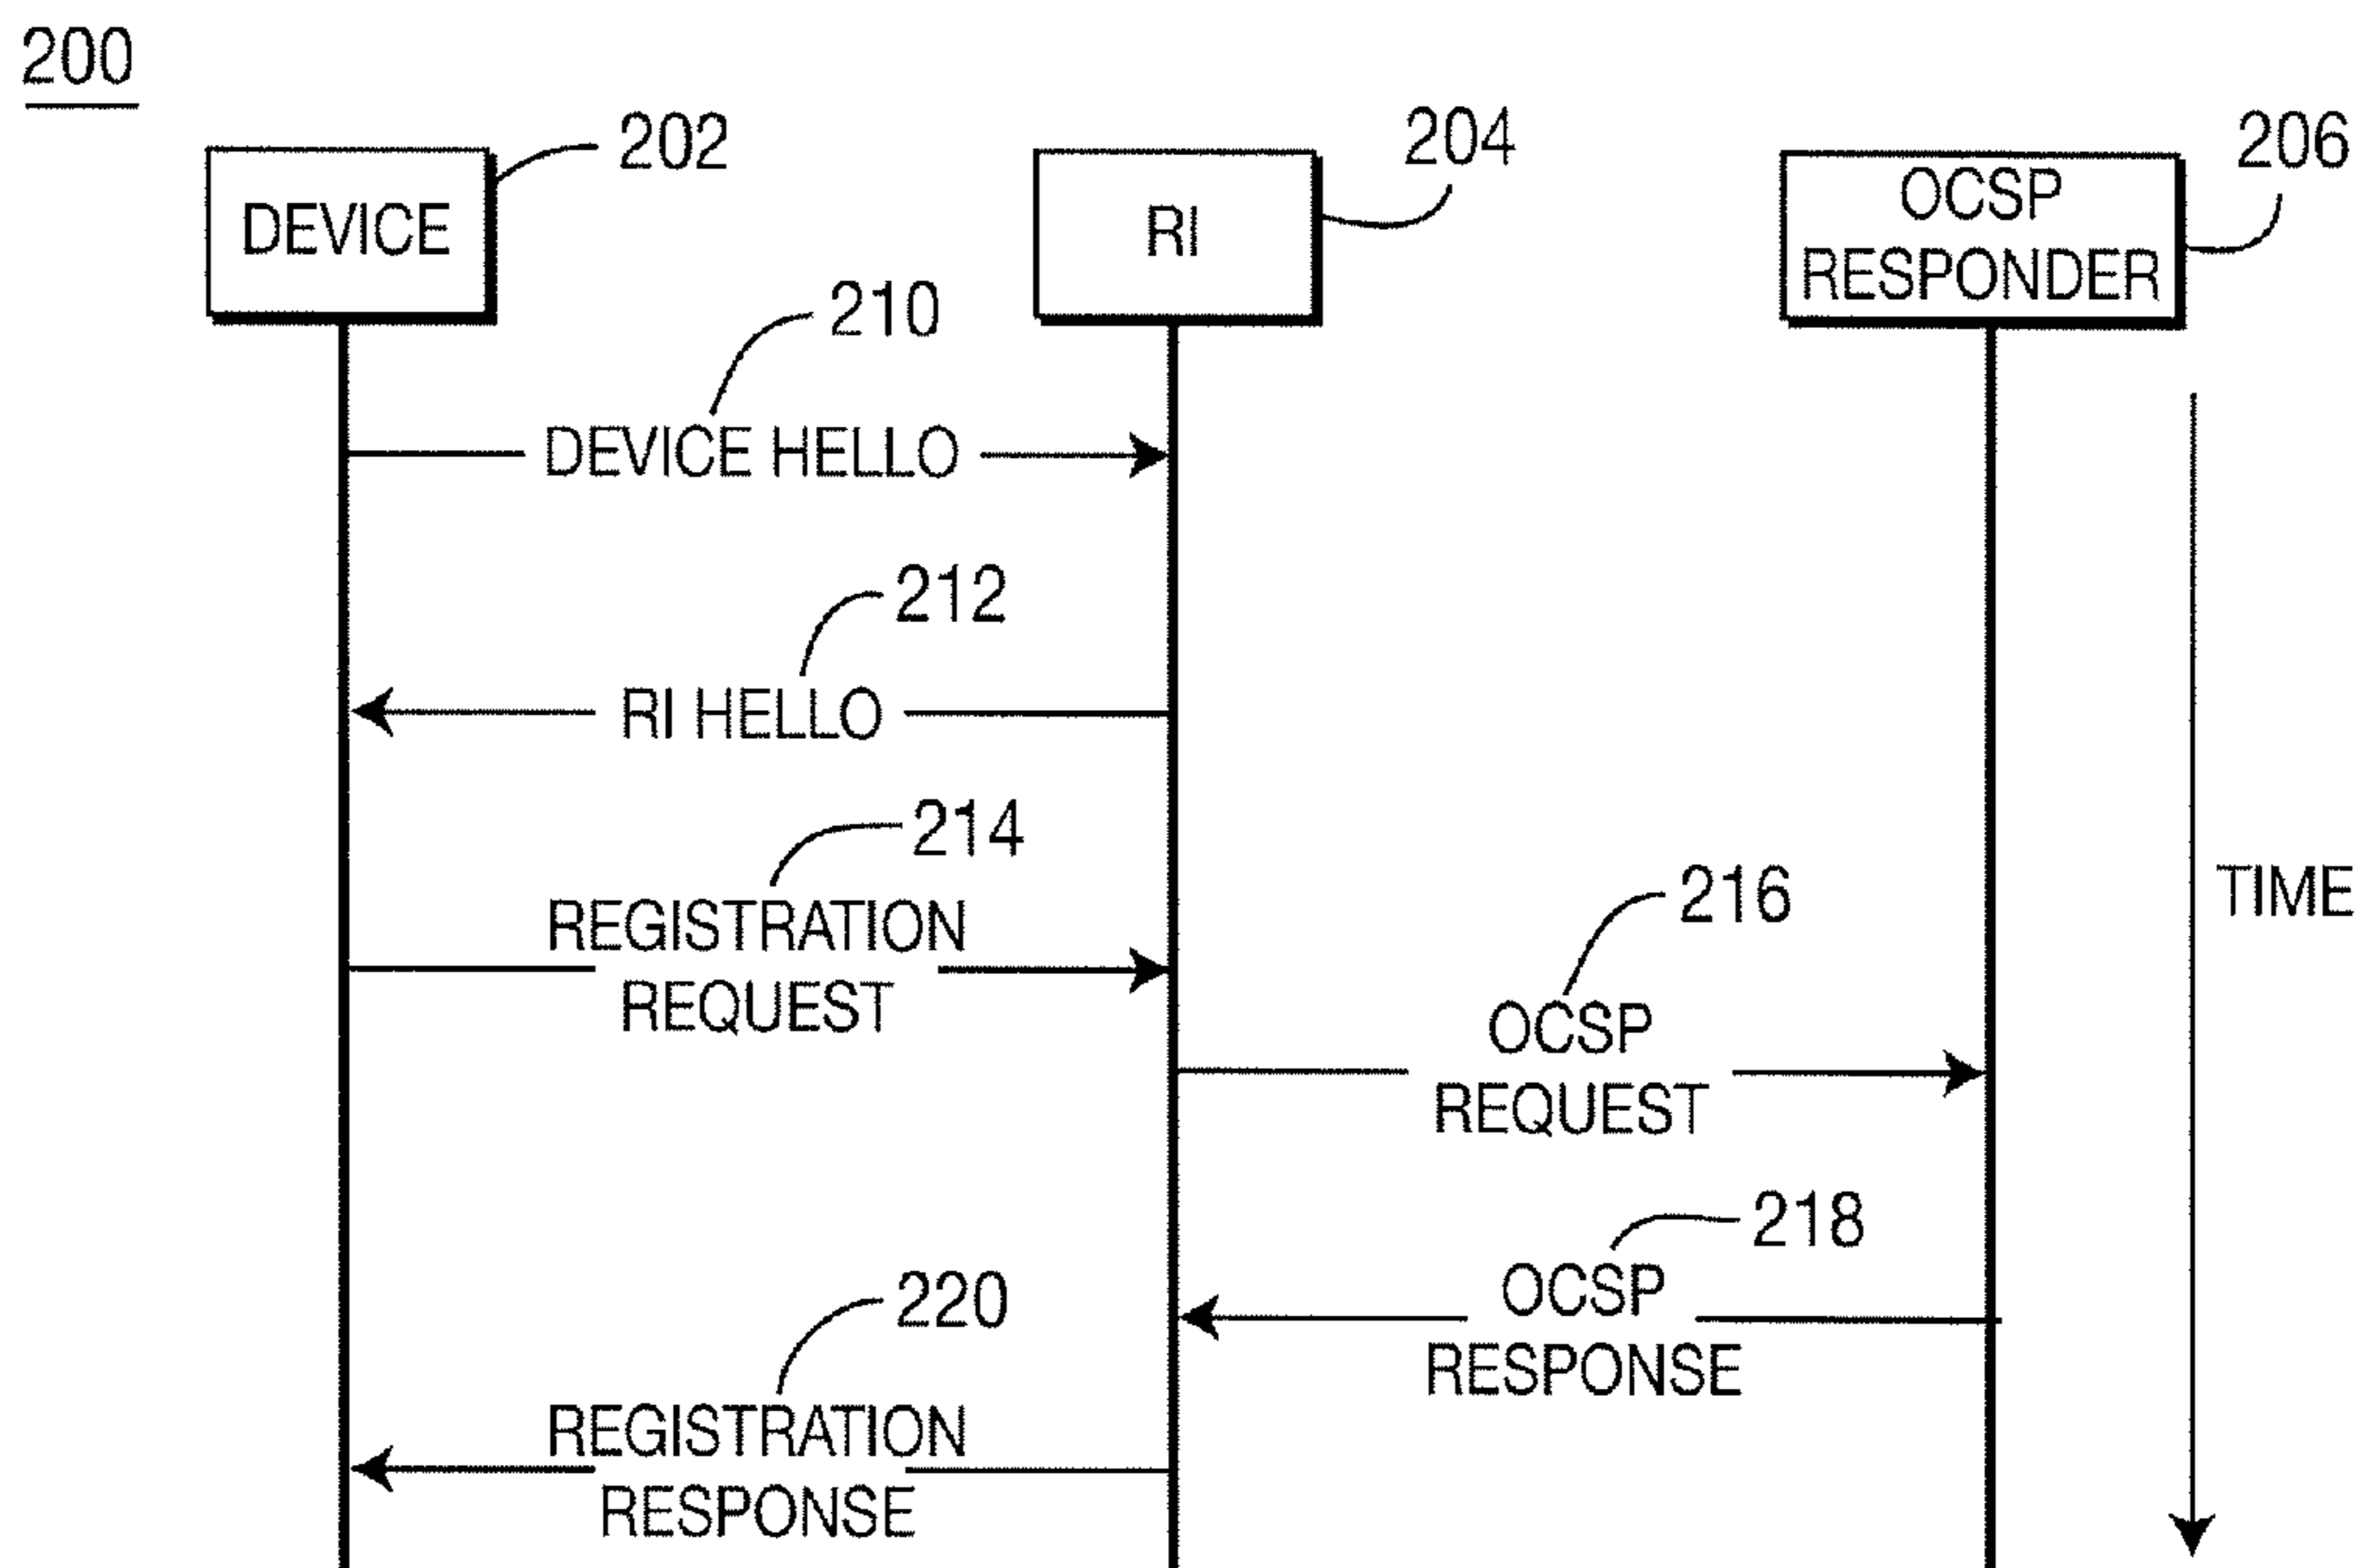 200
202
204
206
DEVICE
RI
OCSP
RESPONDER
210
DEVICE HELLO
212
RI HELLO
214
REGISTRATION
REQUEST
216
OCSP
REQUEST
TIME
218
OCSP
RESPONSE
220
REGISTRATION
RESPONSE